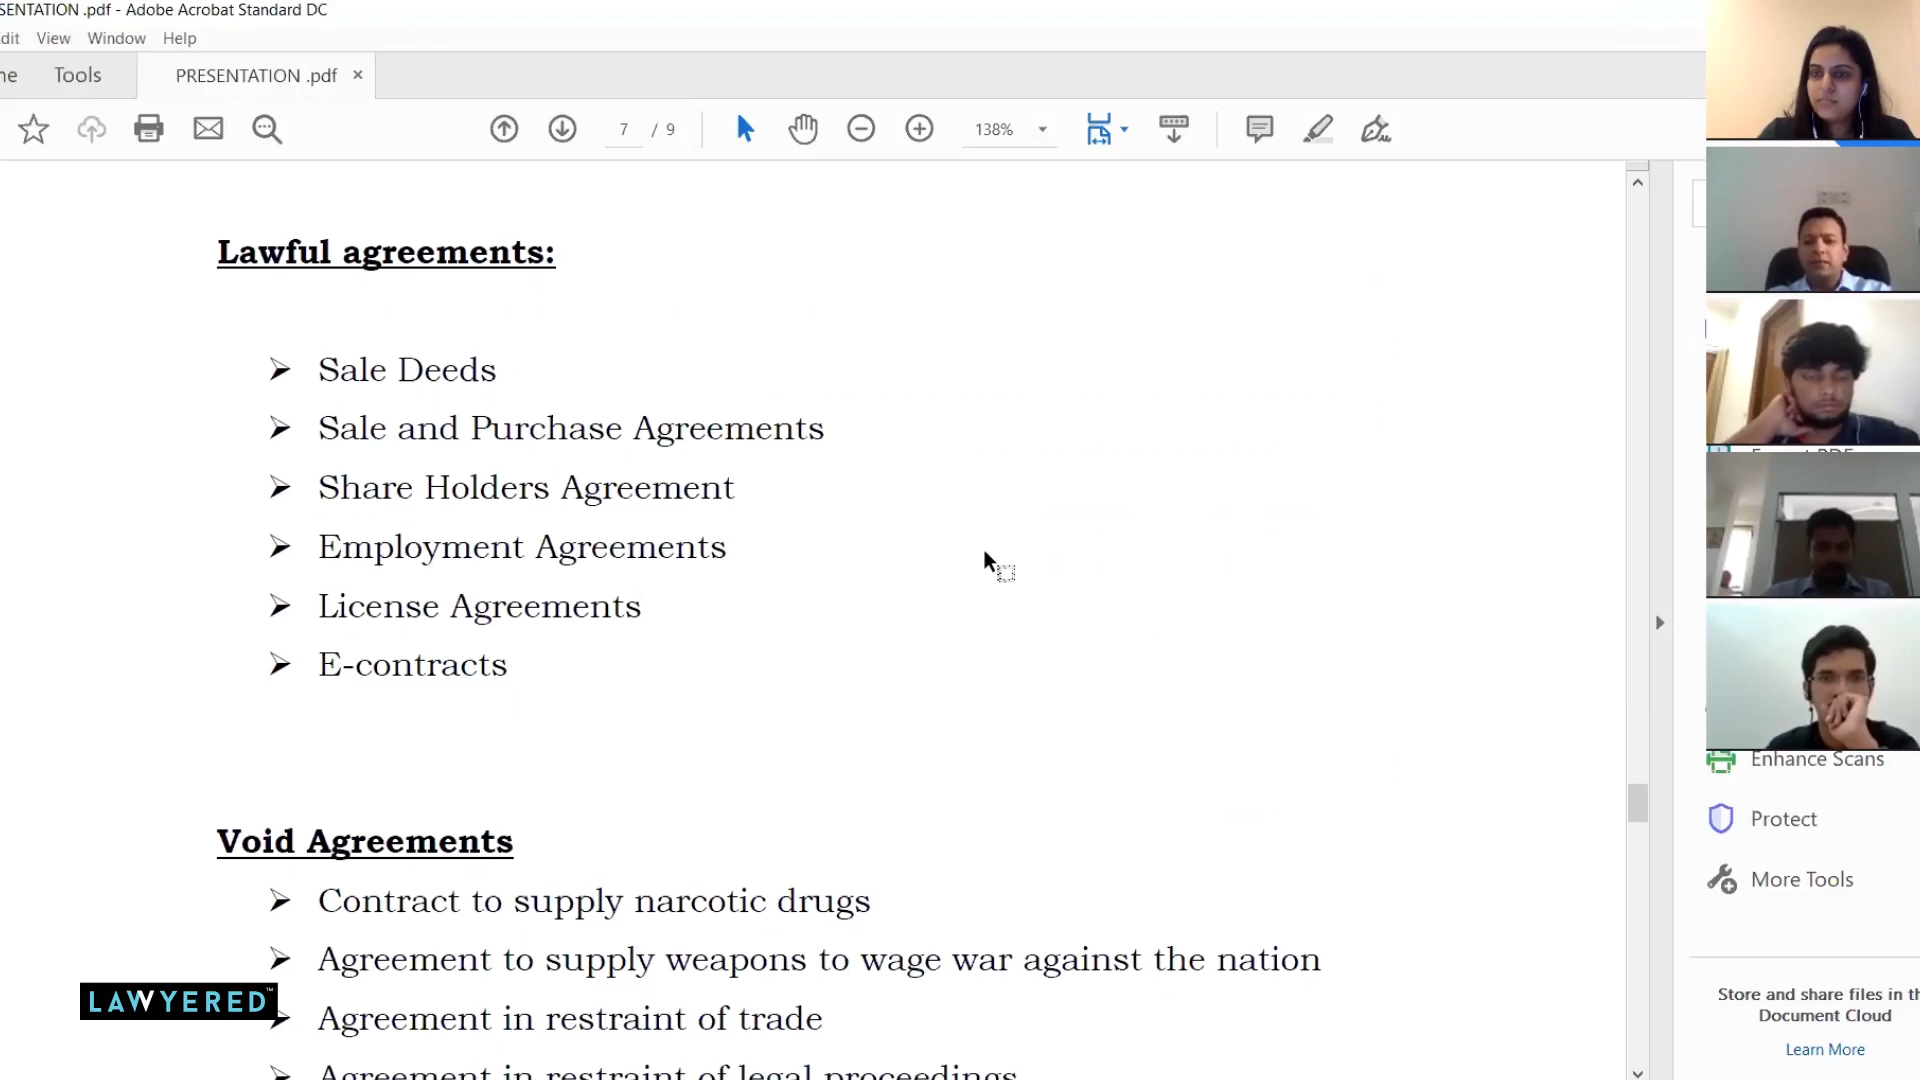 SENTATION .pdf - Adobe Acrobat Standard DC
dit View Window Help
me Tools PRESENTATION .pdf ×
7 / 9 138%
Lawful agreements:
➢ Sale Deeds
➢ Sale and Purchase Agreements
➢ Share Holders Agreement
➢ Employment Agreements
➢ License Agreements
➢ E-contracts
Void Agreements
➢ Contract to supply narcotic drugs
➢ Agreement to supply weapons to wage war against the nation
➢ Agreement in restraint of trade
➢ Agreement in restraint of legal proceedings
LAWYERED™
Enhance Scans
Protect
More Tools
Store and share files in th
Document Cloud
Learn More